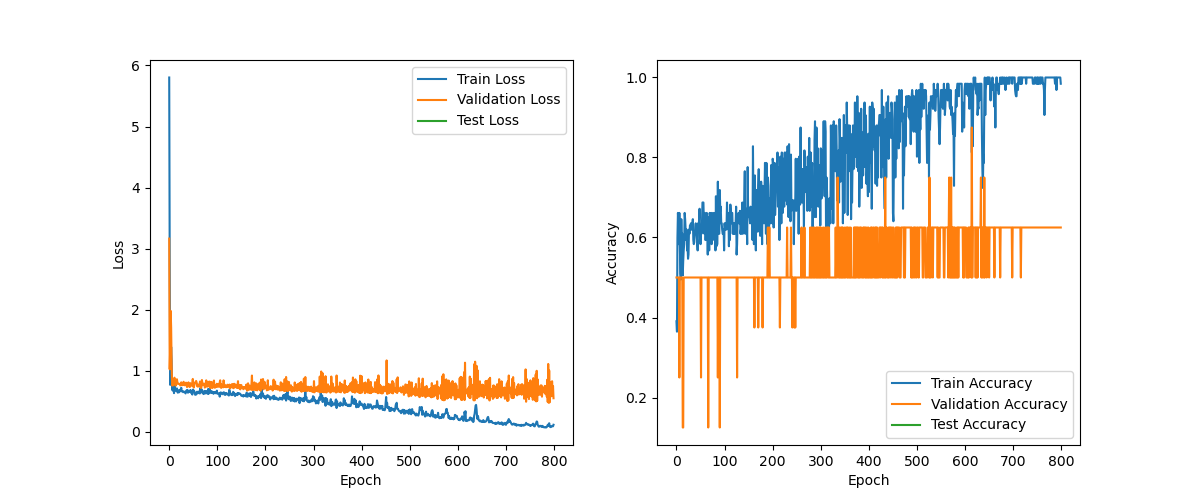 6
5
4
3
2
1
0
Loss
0 100 200 300 400 500 600 700 800
Epoch
Train Loss
Validation Loss
Test Loss
1.0
0.8
0.6
0.4
0.2
Accuracy
0 100 200 300 400 500 600 700 800
Epoch
Train Accuracy
Validation Accuracy
Test Accuracy